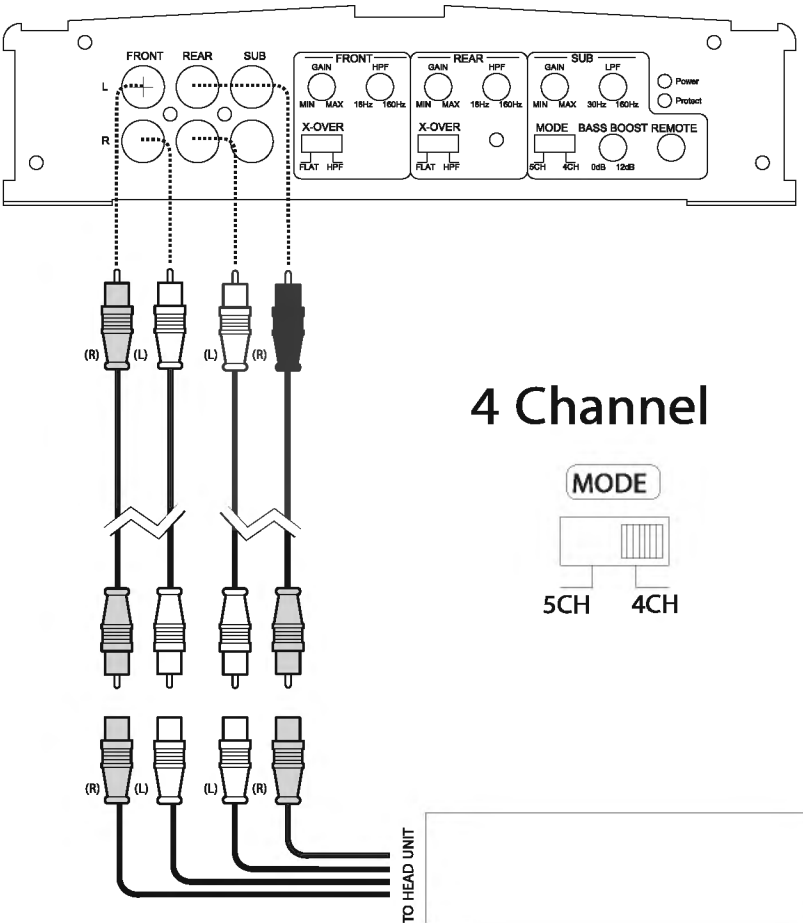 FRONT REAR SUB
L
R
FRONT
GAIN HPF
MIN MAX 16Hz 160Hz
X-OVER
FLAT HPF
REAR
GAIN HPF
MIN MAX 16Hz 160Hz
X-OVER
FLAT HPF
SUB
GAIN LPF
MIN MAX 30Hz 160Hz
Power
Protect
MODE BASS BOOST REMOTE
5CH 4CH 0dB 12dB
(R) (L) (L) (R)
4 Channel
MODE
5CH 4CH
(R) (L) (L) (R)
TO HEAD UNIT